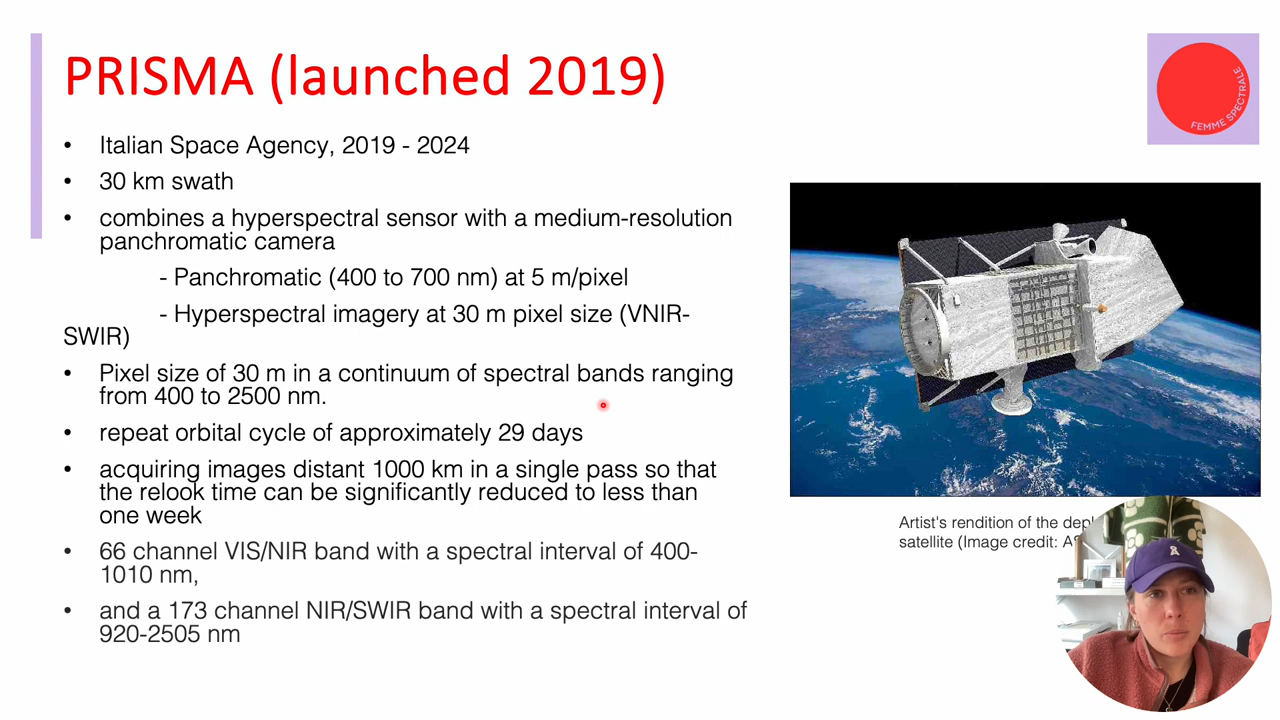 PRISMA (launched 2019)
FEMME SPECTRALE
• Italian Space Agency, 2019 - 2024
• 30 km swath
• combines a hyperspectral sensor with a medium-resolution
panchromatic camera
- Panchromatic (400 to 700 nm) at 5 m/pixel
- Hyperspectral imagery at 30 m pixel size (VNIR-
SWIR)
• Pixel size of 30 m in a continuum of spectral bands ranging
from 400 to 2500 nm.
• repeat orbital cycle of approximately 29 days
• acquiring images distant 1000 km in a single pass so that
the relook time can be significantly reduced to less than
one week
• 66 channel VIS/NIR band with a spectral interval of 400-
1010 nm,
• and a 173 channel NIR/SWIR band with a spectral interval of
920-2505 nm
Artist's rendition of the
satellite (Image credit: